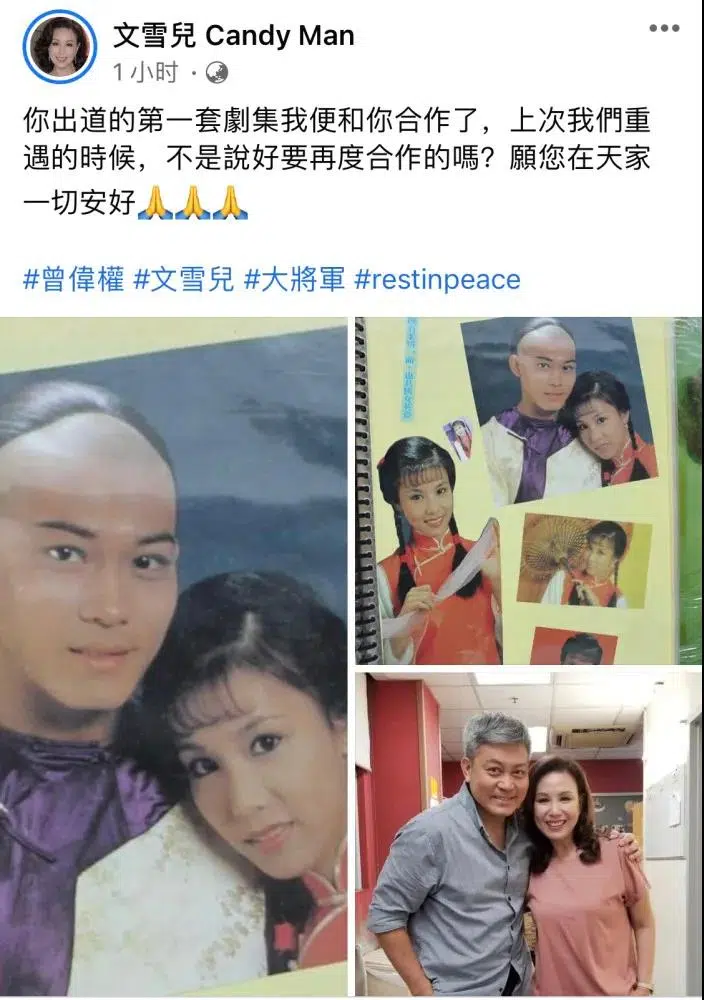 文雪兒 Candy Man
1小时 ·
你出道的第一套劇集我便和你合作了，上次我們重
遇的時候，不是說好要再度合作的嗎？願您在天家
一切安好🙏🙏🙏
#曾偉權 #文雪兒 #大將軍 #restinpeace